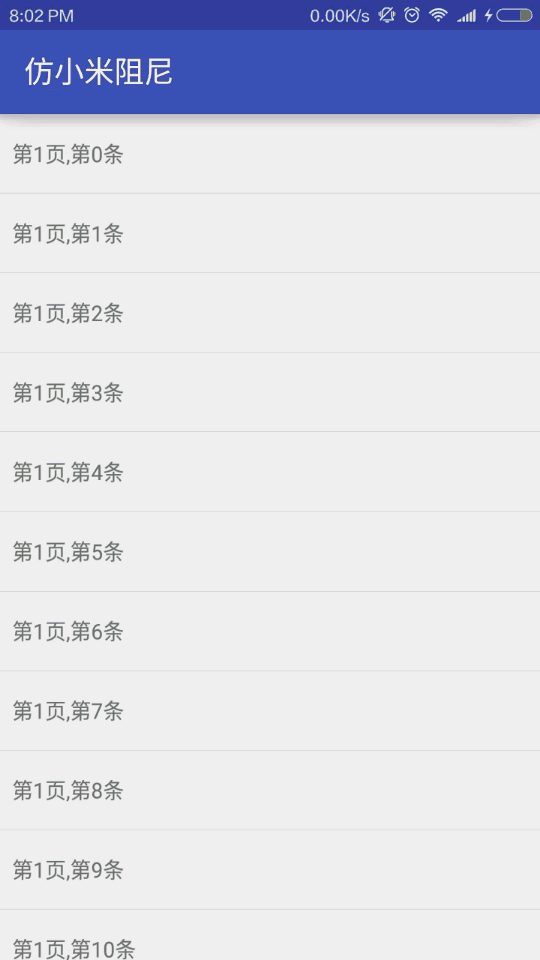 8:02 PM 0.00K/s
仿小米阻尼
第1页,第0条
第1页,第1条
第1页,第2条
第1页,第3条
第1页,第4条
第1页,第5条
第1页,第6条
第1页,第7条
第1页,第8条
第1页,第9条
第1页,第10条